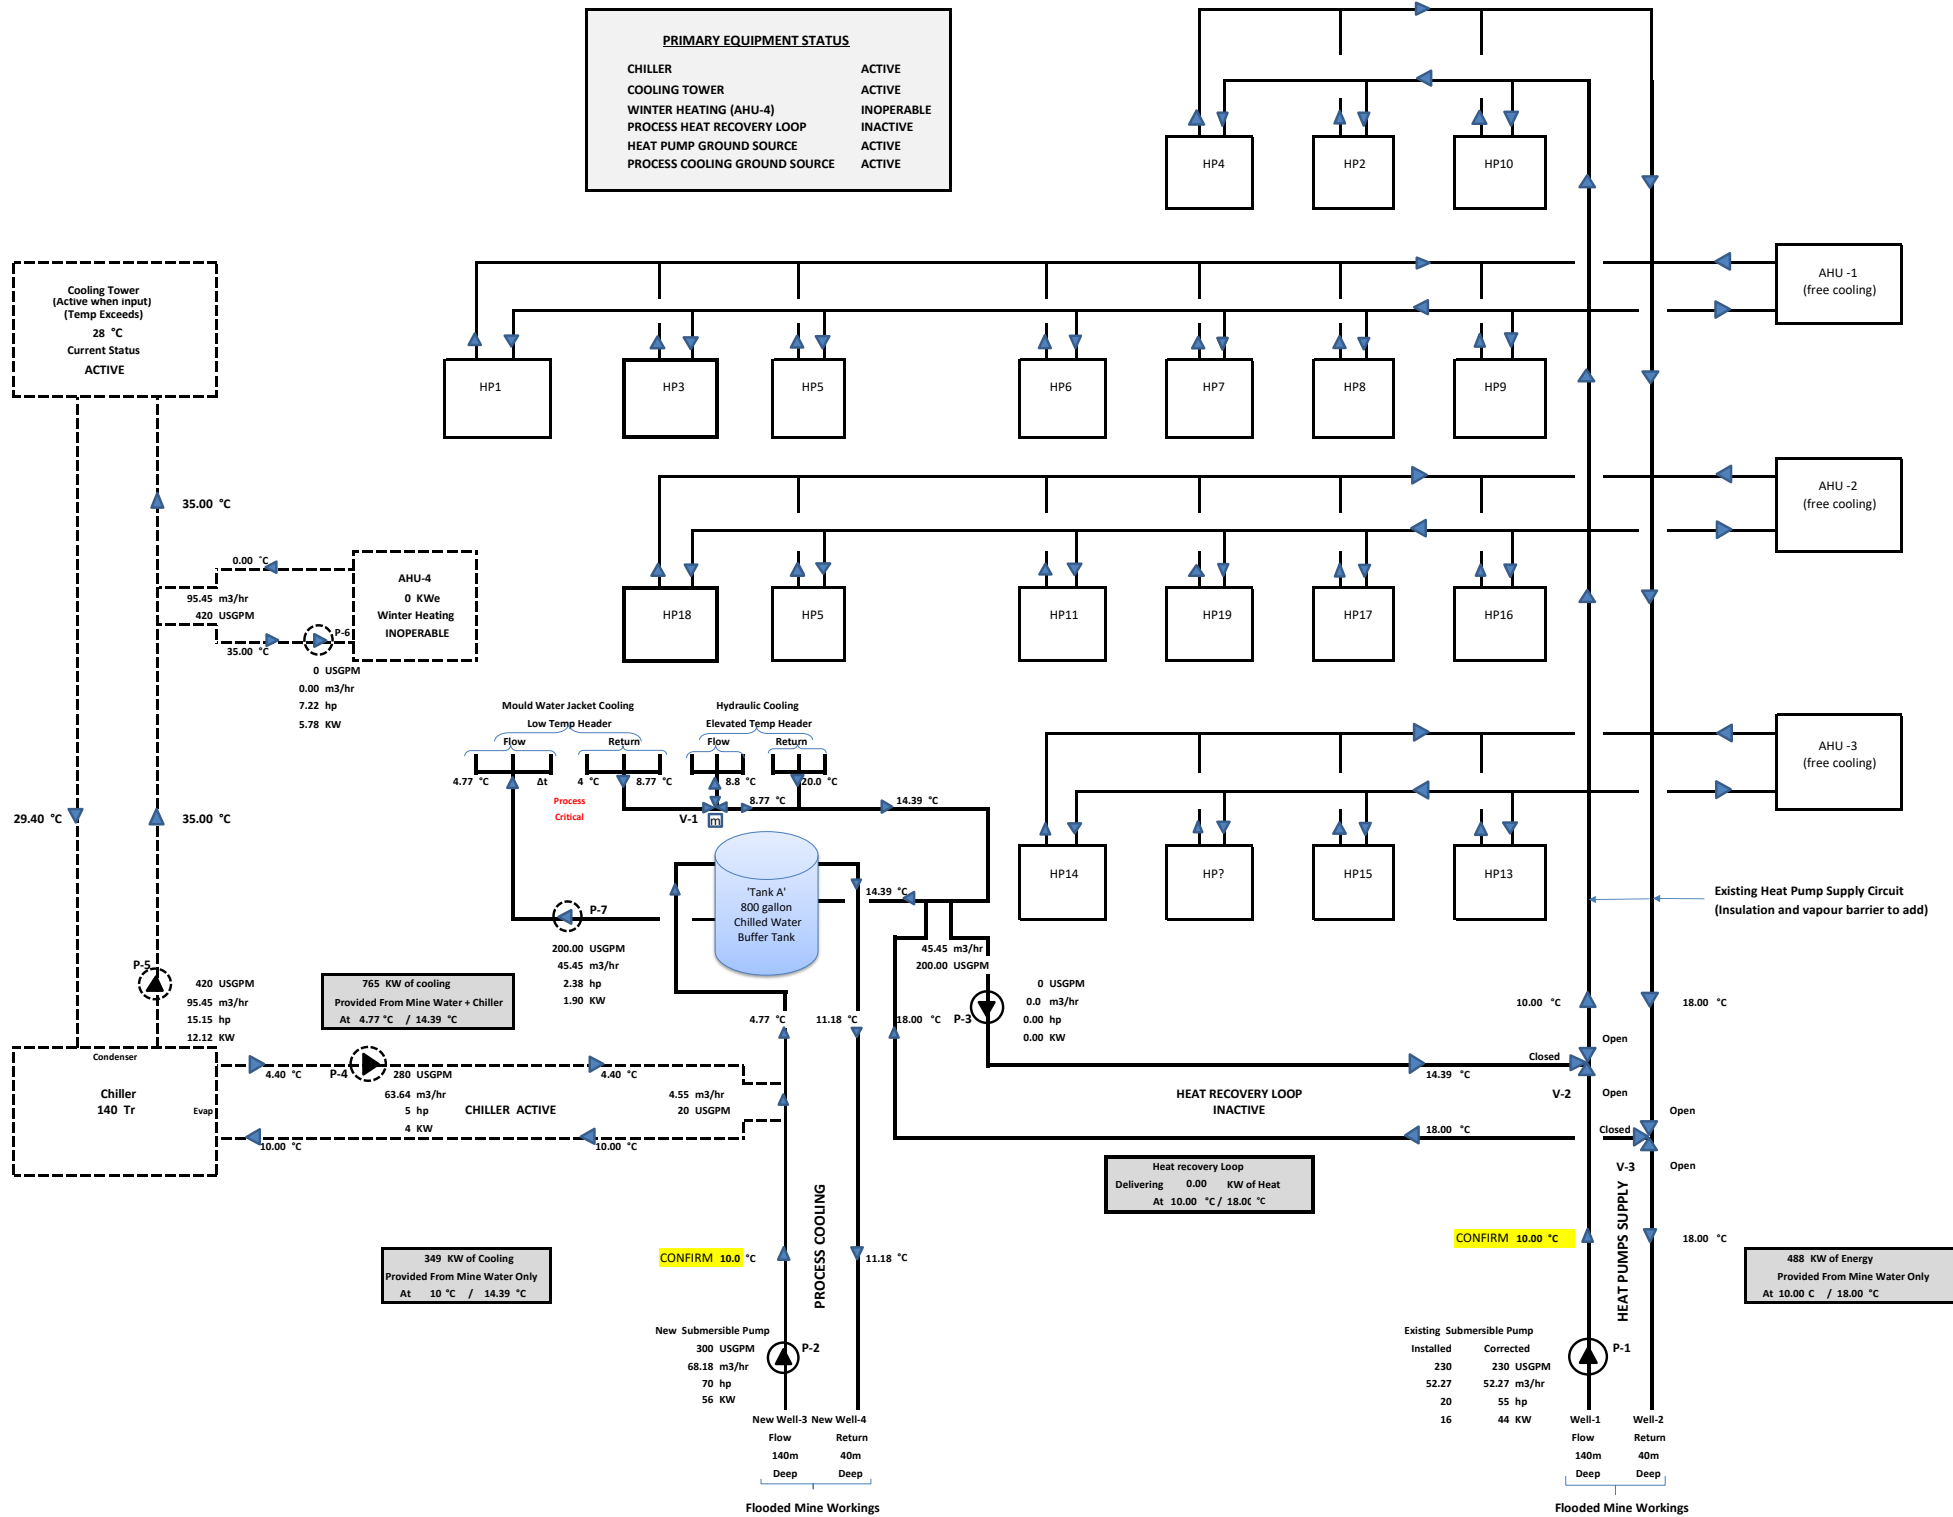 PRIMARY EQUIPMENT STATUS
CHILLER ACTIVE
COOLING TOWER ACTIVE
WINTER HEATING (AHU-4) INOPERABLE
PROCESS HEAT RECOVERY LOOP INACTIVE
HEAT PUMP GROUND SOURCE ACTIVE
PROCESS COOLING GROUND SOURCE ACTIVE
HP4 HP2 HP10
Cooling Tower
(Active when input)
(Temp Exceeds)
28 °C
Current Status
ACTIVE
AHU -1
(free cooling)
HP1 HP3 HP5 HP6 HP7 HP8 HP9
AHU -2
(free cooling)
35.00 °C
0.00 °C
95.45 m3/hr
420 USGPM
35.00 °C
P-6
AHU-4
0 KWe
Winter Heating
INOPERABLE
0 USGPM
0.00 m3/hr
7.22 hp
5.78 KW
HP18 HP5 HP11 HP19 HP17 HP16
Mould Water Jacket Cooling
Low Temp Header
Flow Return
4.77 °C Δt 4 °C 8.77 °C
Process
Critical
Hydraulic Cooling
Elevated Temp Header
Flow Return
8.8 °C 20.0 °C
8.77 °C 14.39 °C
V-1
m
AHU -3
(free cooling)
29.40 °C 35.00 °C
HP14 HP? HP15 HP13
'Tank A'
800 gallon
Chilled Water
Buffer Tank
14.39 °C
P-7
200.00 USGPM
45.45 m3/hr
2.38 hp
1.90 KW
Existing Heat Pump Supply Circuit
(Insulation and vapour barrier to add)
45.45 m3/hr
200.00 USGPM
0 USGPM
0.0 m3/hr
0.00 hp
0.00 KW
P-3
P-5
420 USGPM
95.45 m3/hr
15.15 hp
12.12 KW
765 KW of cooling
Provided From Mine Water + Chiller
At 4.77 °C / 14.39 °C
4.77 °C 11.18 °C 18.00 °C
10.00 °C 18.00 °C
Condenser
Chiller
140 Tr
Evap
4.40 °C
P-4
280 USGPM
63.64 m3/hr
5 hp
4 KW
4.40 °C
CHILLER ACTIVE
4.55 m3/hr
20 USGPM
10.00 °C 10.00 °C
Open
Closed
V-2
Open
14.39 °C
HEAT RECOVERY LOOP
INACTIVE
18.00 °C
Open
Closed
V-3
Open
Heat recovery Loop
Delivering 0.00 KW of Heat
At 10.00 °C / 18.00 °C
PROCESS COOLING
HEAT PUMPS SUPPLY
349 KW of Cooling
Provided From Mine Water Only
At 10 °C / 14.39 °C
CONFIRM 10.0 °C
11.18 °C
CONFIRM 10.00 °C
18.00 °C
488 KW of Energy
Provided From Mine Water Only
At 10.00 C / 18.00 °C
New Submersible Pump
300 USGPM
68.18 m3/hr
70 hp
56 KW
P-2
Existing Submersible Pump
Installed Corrected
230 230 USGPM
52.27 52.27 m3/hr
20 55 hp
16 44 KW
P-1
New Well-3 New Well-4
Flow Return
140m 40m
Deep Deep
Flooded Mine Workings
Well-1 Well-2
Flow Return
140m 40m
Deep Deep
Flooded Mine Workings